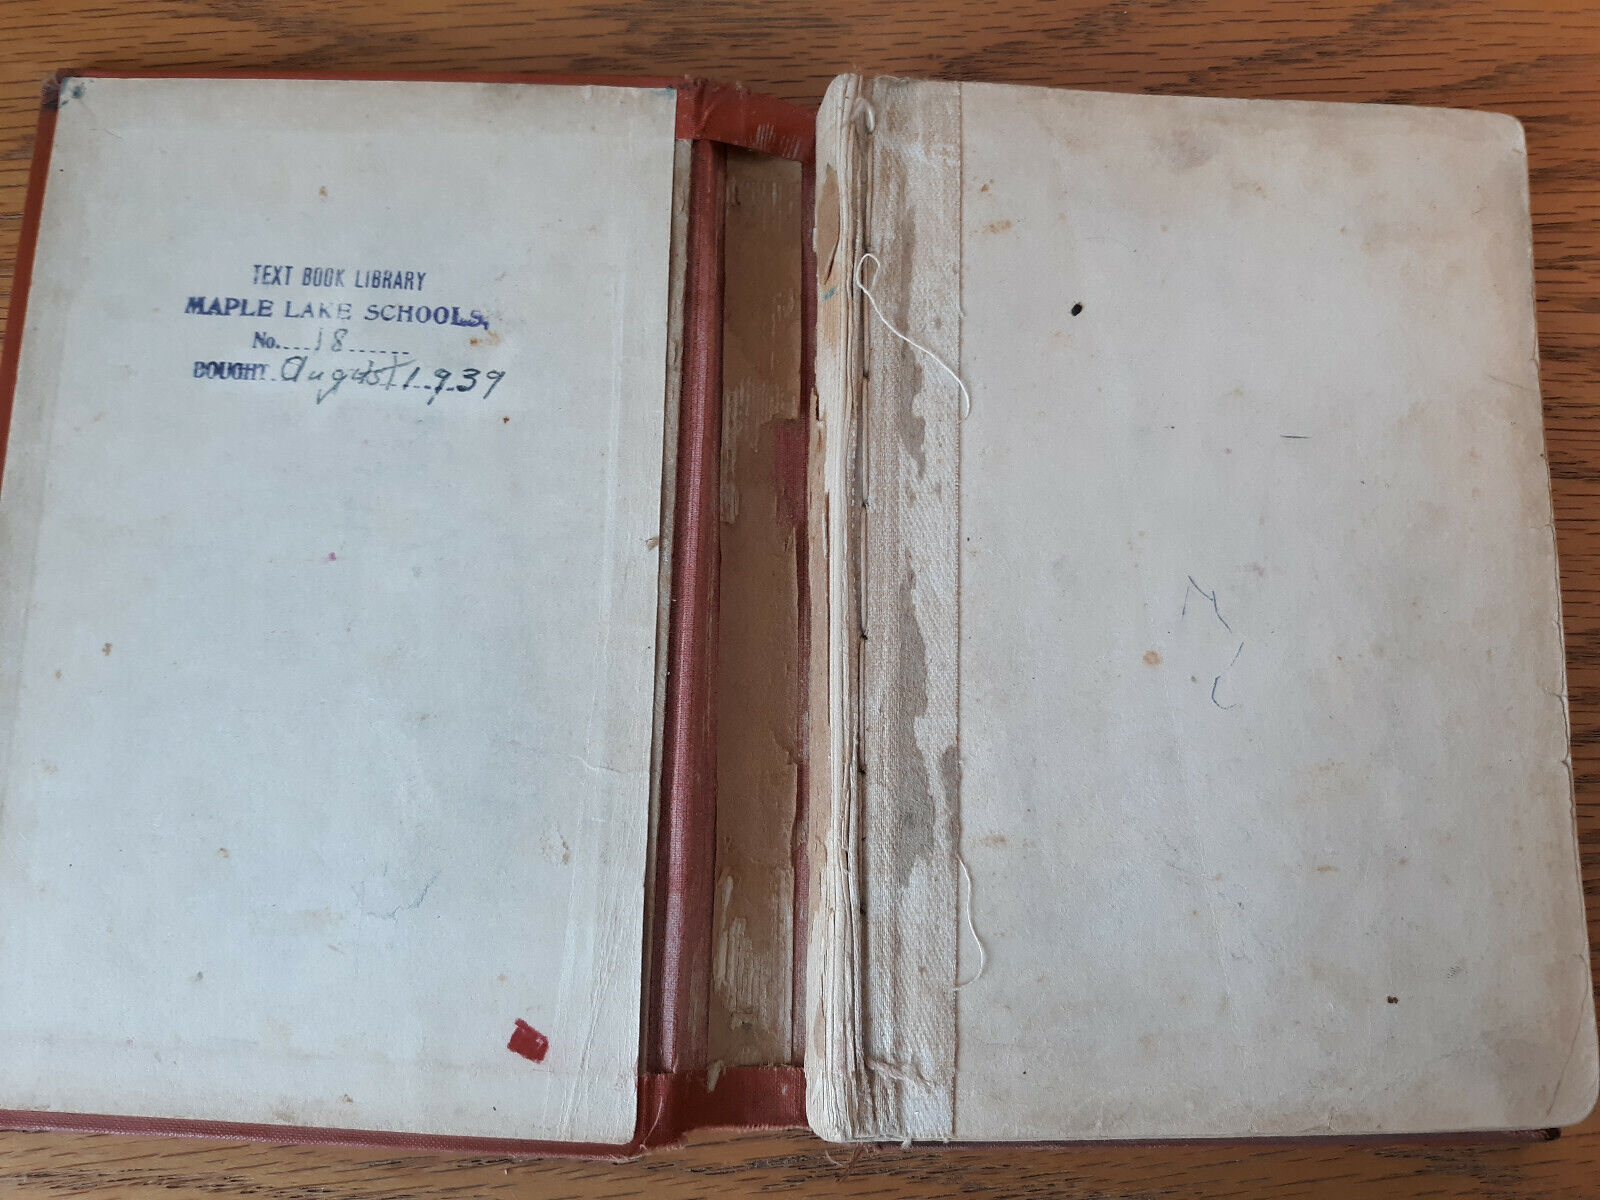 TEXT BOOK LIBRARY
MAPLE LAKE SCHOOLS,
No....18......
BOUGHT. August 1939